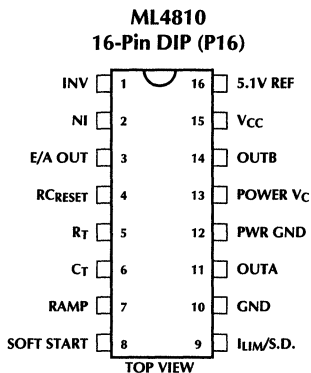 ML4810
16-Pin DIP (P16)
INV 1 16 5.1V REF
NI 2 15 VCC
E/A OUT 3 14 OUTB
RCRESET 4 13 POWER VC
RT 5 12 PWR GND
CT 6 11 OUTA
RAMP 7 10 GND
SOFT START 8 9 ILIM/S.D.
TOP VIEW